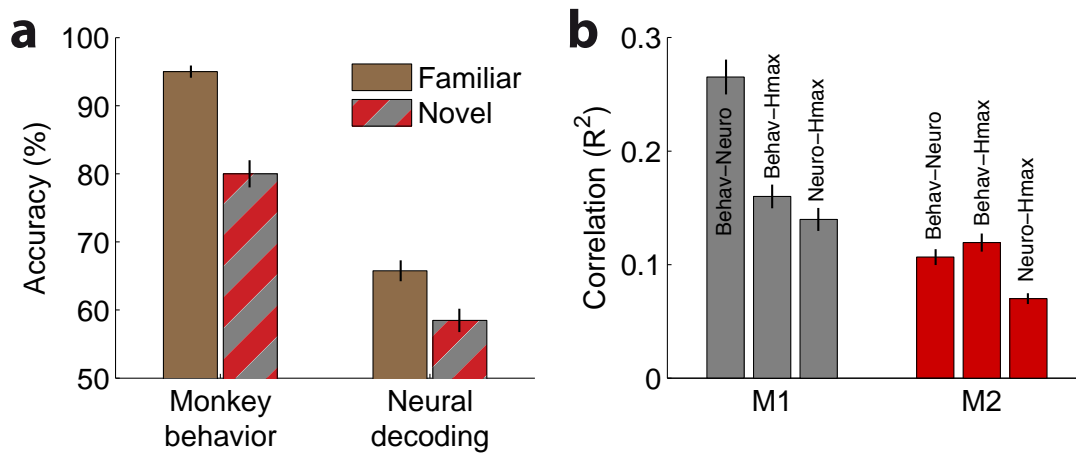 a
100
90
80
70
60
50
Accuracy (%)
Familiar
Novel
Monkey
behavior
Neural
decoding
b
0.3
0.2
0.1
0
Correlation (R²)
Behav−Neuro
Behav−Hmax
Neuro−Hmax
Behav−Neuro
Behav−Hmax
Neuro−Hmax
M1
M2